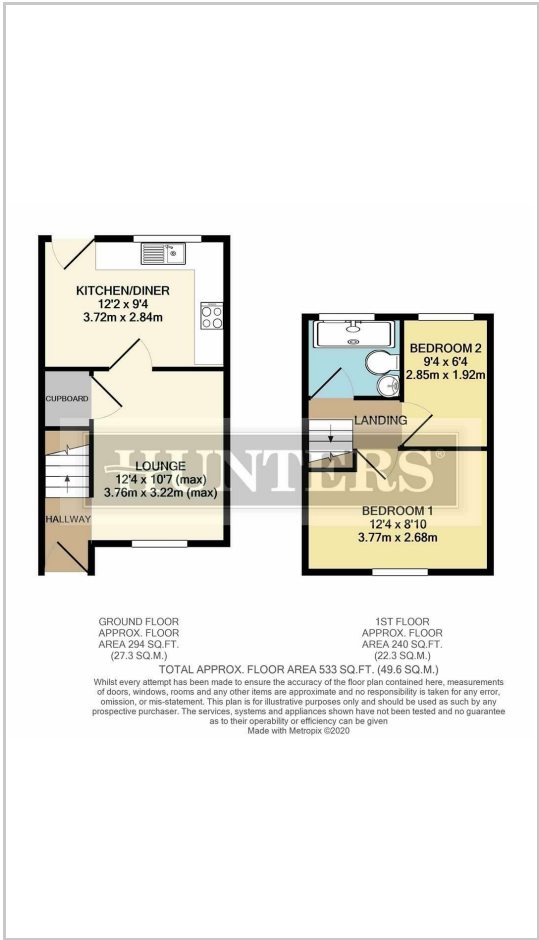 KITCHEN/DINER
12'2 x 9'4
3.72m x 2.84m
CUPBOARD
LOUNGE
12'4 x 10'7 (max)
3.76m x 3.22m (max)
HALLWAY
BEDROOM 2
9'4 x 6'4
2.85m x 1.92m
LANDING
HUNTERS®
BEDROOM 1
12'4 x 8'10
3.77m x 2.68m
GROUND FLOOR
APPROX. FLOOR
AREA 294 SQ.FT.
(27.3 SQ.M.)
1ST FLOOR
APPROX. FLOOR
AREA 240 SQ.FT.
(22.3 SQ.M.)
TOTAL APPROX. FLOOR AREA 533 SQ.FT. (49.6 SQ.M.)
Whilst every attempt has been made to ensure the accuracy of the floor plan contained here, measurements
of doors, windows, rooms and any other items are approximate and no responsibility is taken for any error,
omission, or mis-statement. This plan is for illustrative purposes only and should be used as such by any
prospective purchaser. The services, systems and appliances shown have not been tested and no guarantee
as to their operability or efficiency can be given
Made with Metropix ©2020